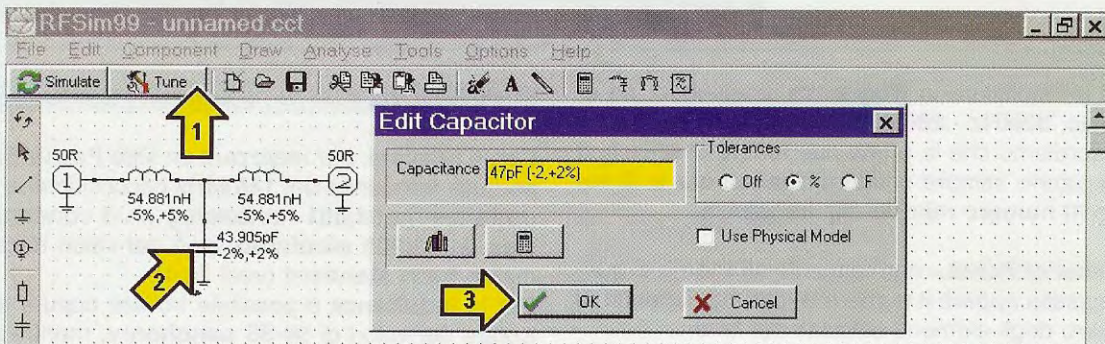 RFSim99 - unnamed.cct
File Edit Component Draw Analyse Tools Options Help
Simulate Tune A
1
50R 50R
1 2
54.881nH 54.881nH
-5%,+5% -5%,+5%
43.905pF
-2%,+2%
2
Edit Capacitor
Capacitance 47pF (-2,+2%)
Tolerances
Off % F
Use Physical Model
3 OK Cancel